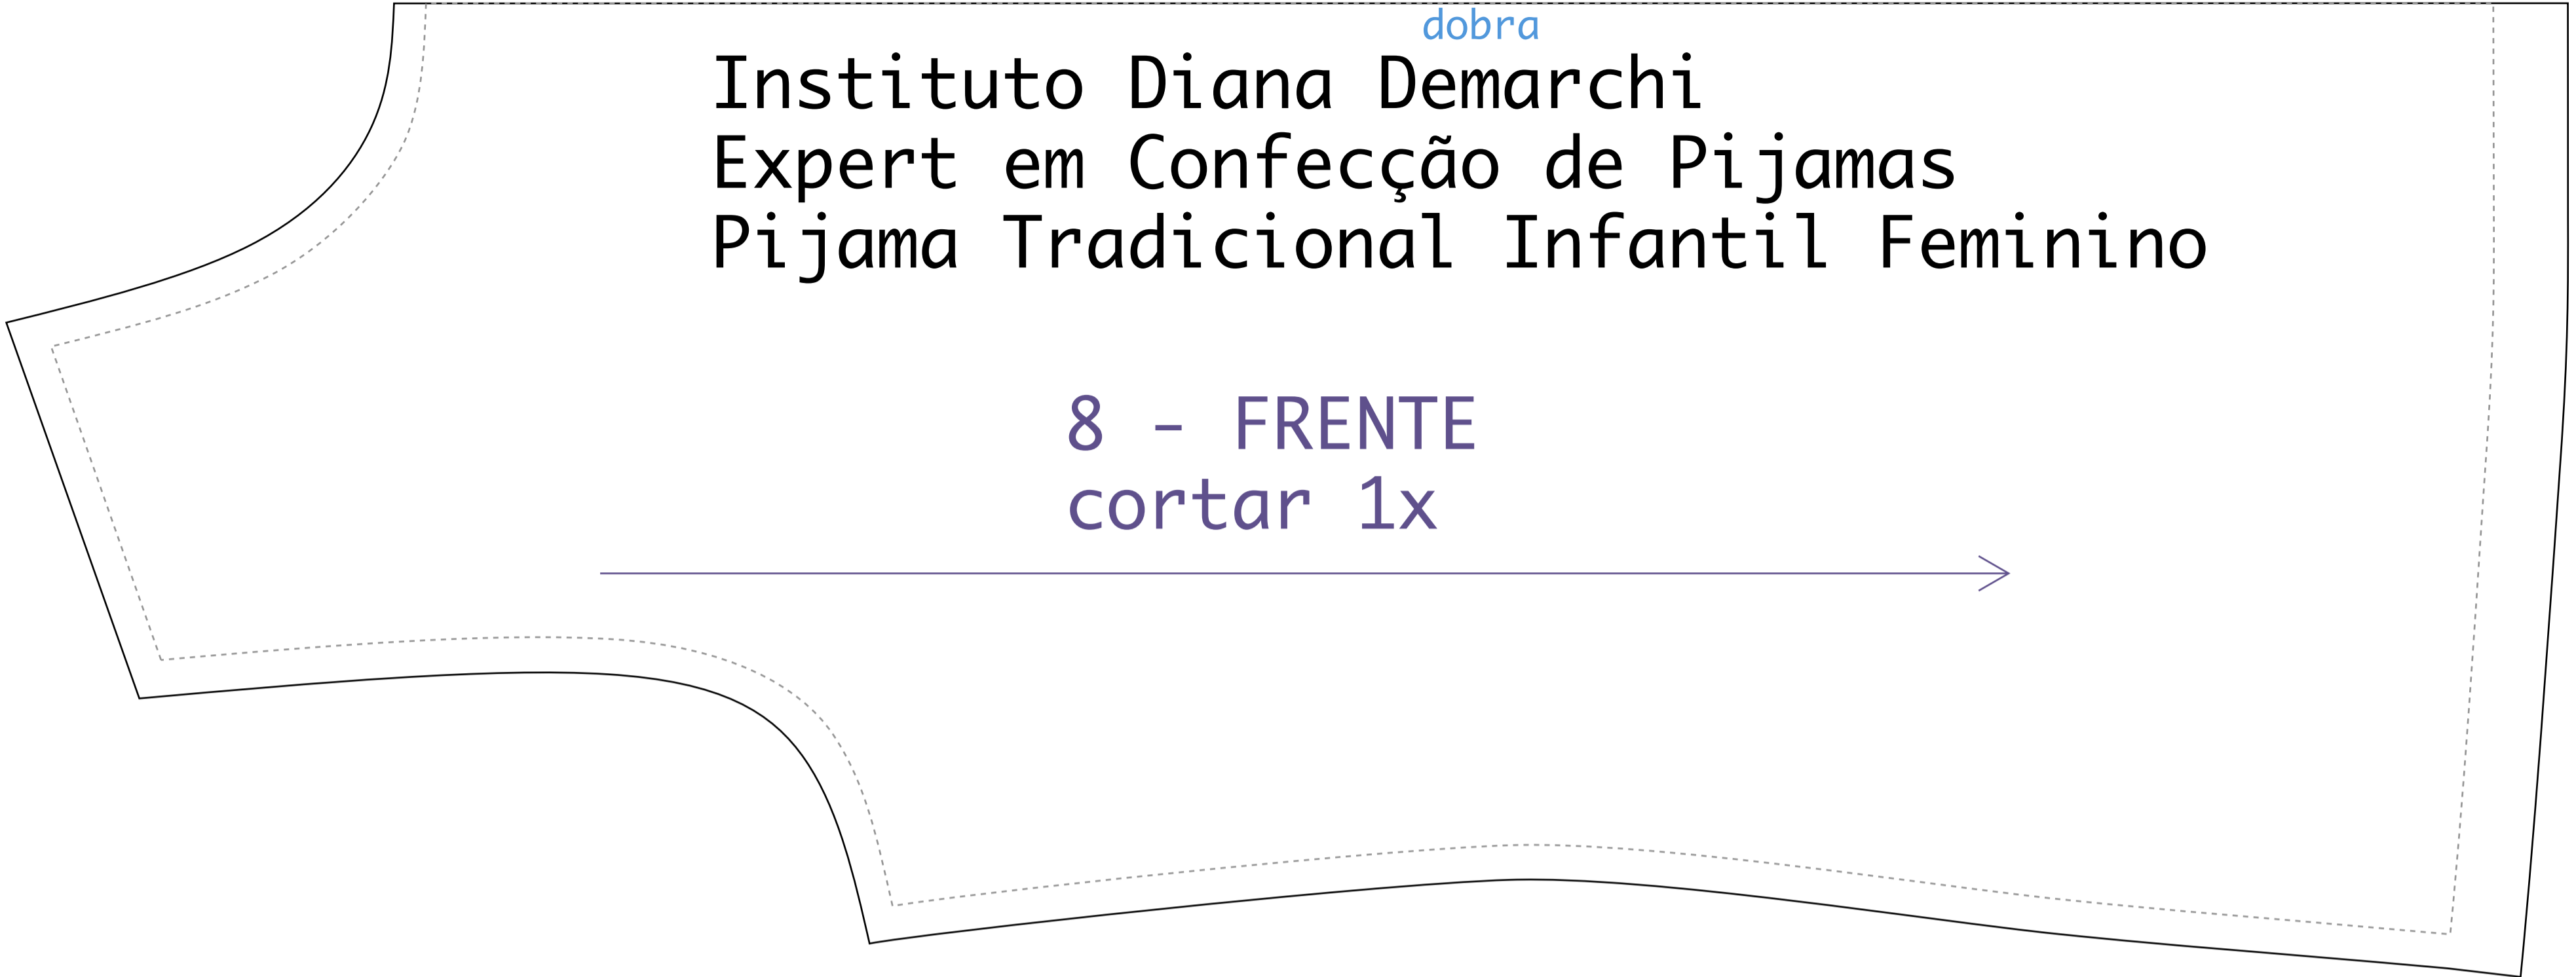 dobra
Instituto Diana Demarchi
Expert em Confecção de Pijamas
Pijama Tradicional Infantil Feminino
8 - FRENTE
cortar 1x